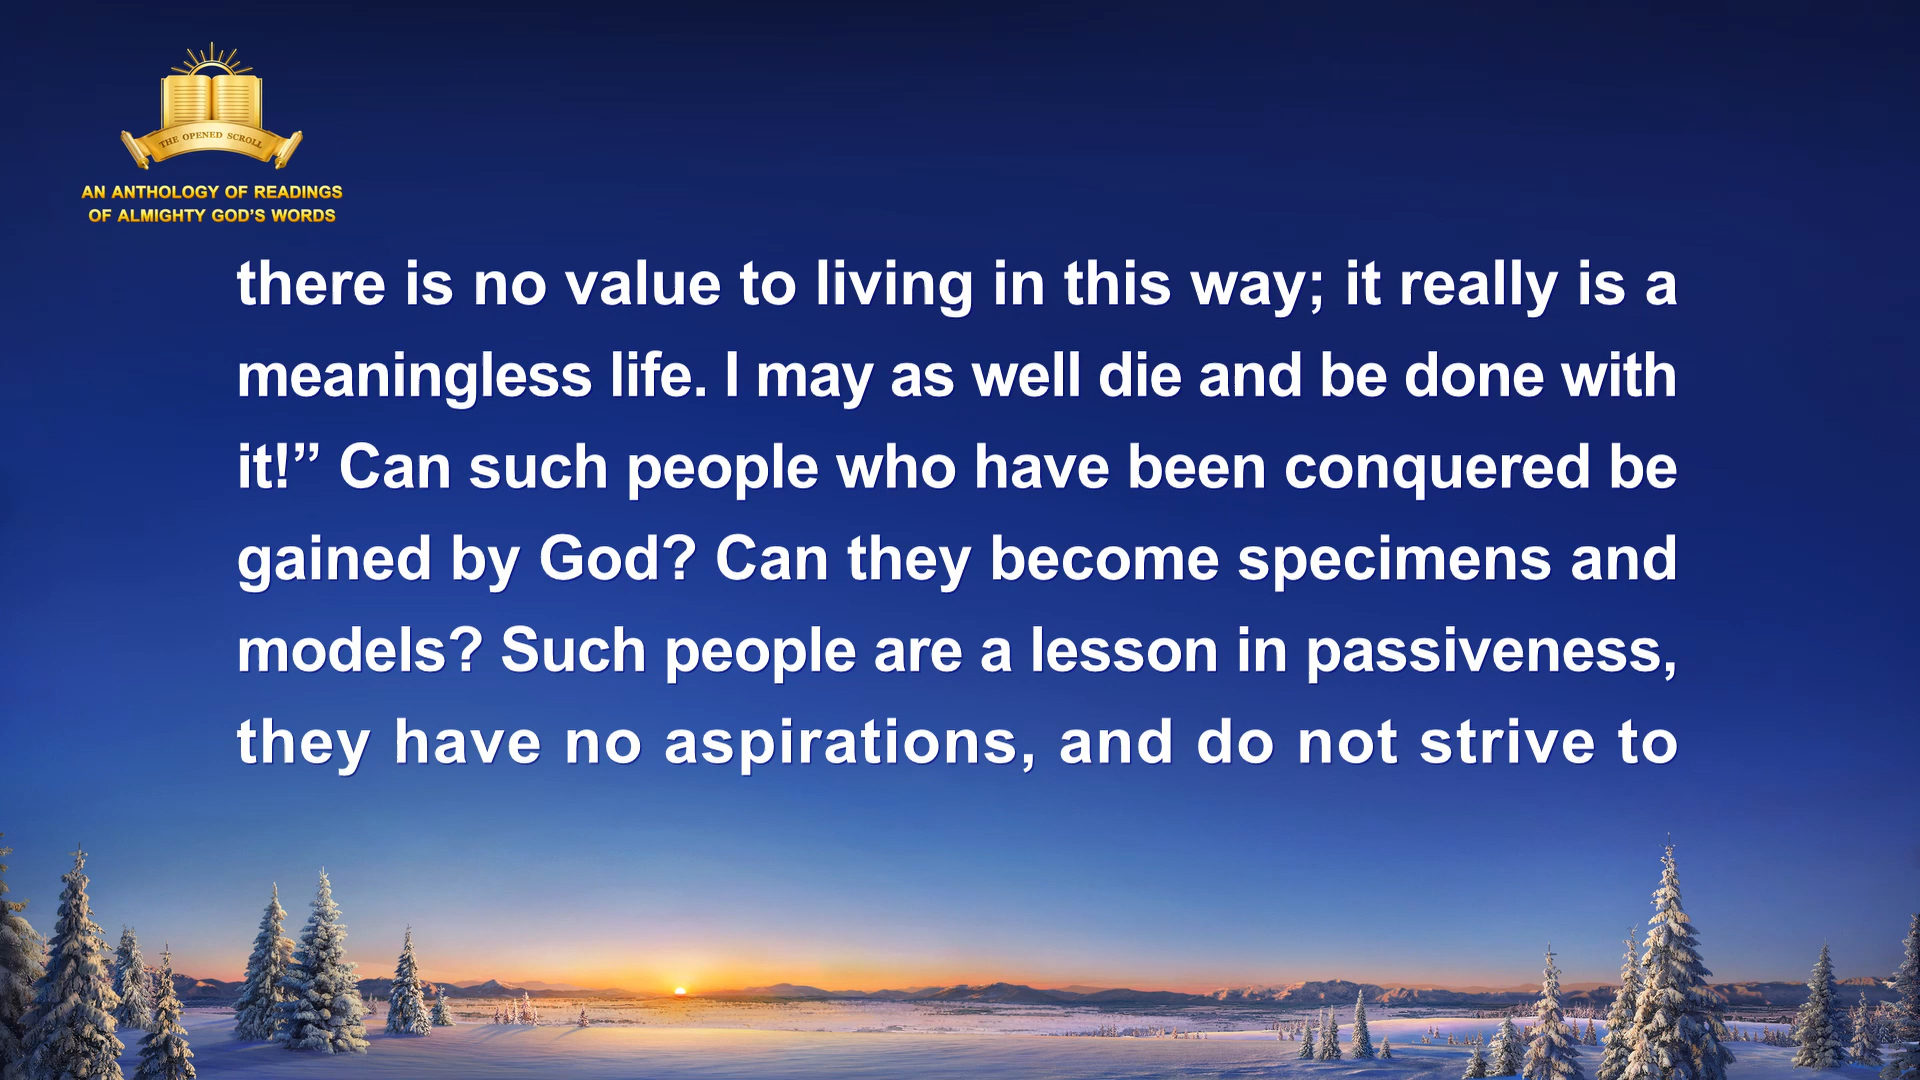 THE OPENED SCROLL
AN ANTHOLOGY OF READINGS
OF ALMIGHTY GOD’S WORDS
there is no value to living in this way; it really is a
meaningless life. I may as well die and be done with
it!” Can such people who have been conquered be
gained by God? Can they become specimens and
models? Such people are a lesson in passiveness,
they have no aspirations, and do not strive to